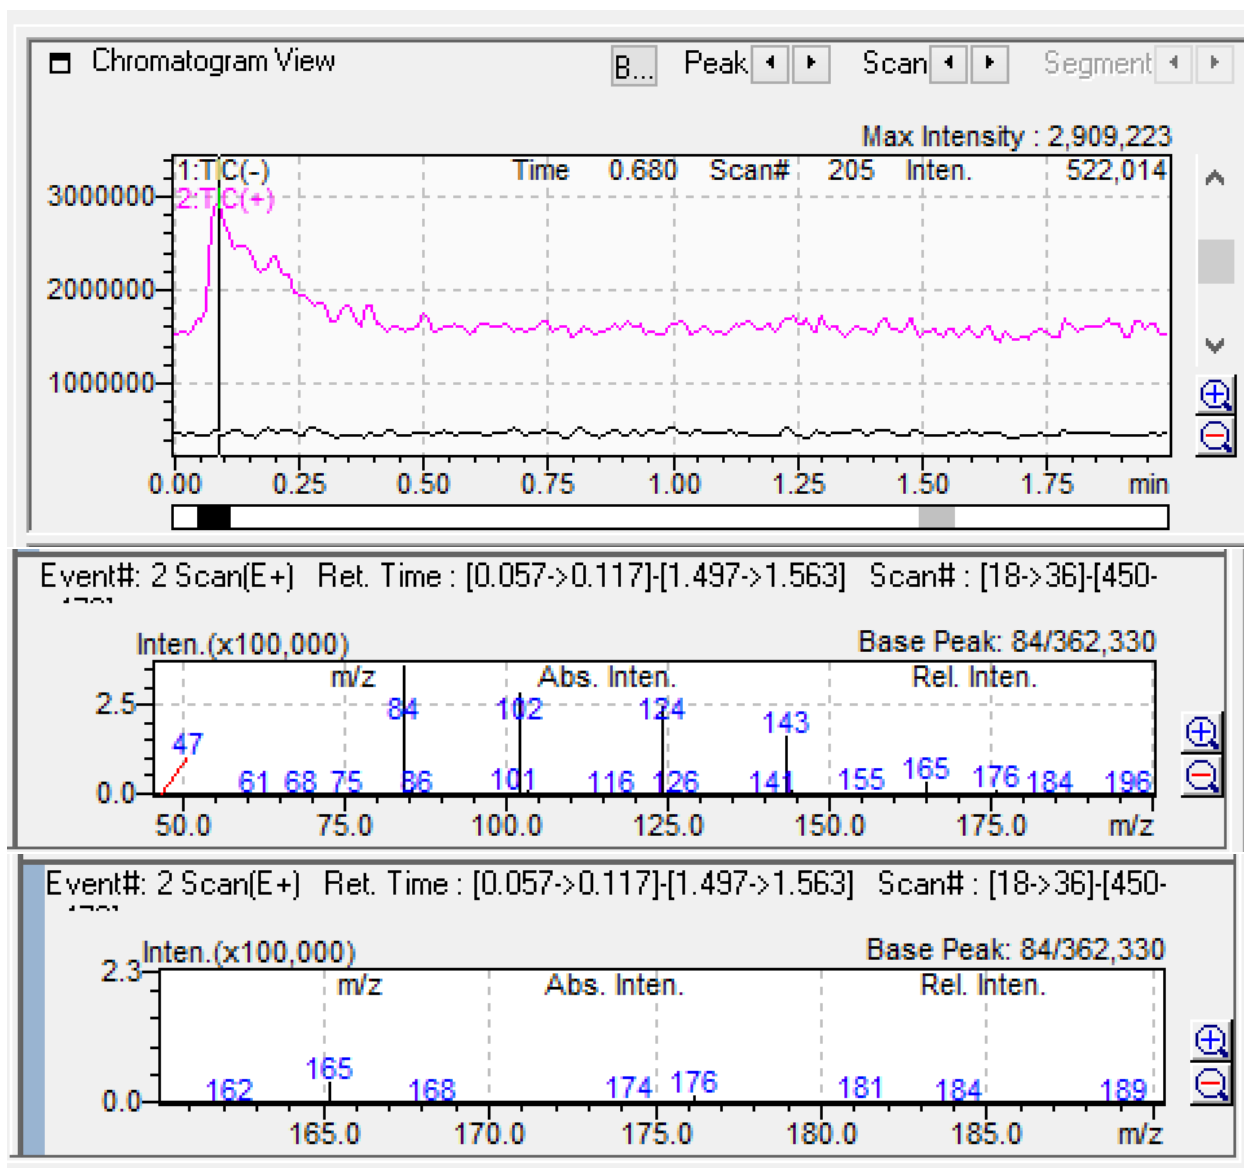 Chromatogram View B... Peak Scan Segment
Max Intensity : 2,909,223
1:TIC(-) Time 0.680 Scan# 205 Inten. 522,014
2:TIC(+)
3000000
2000000
1000000
0.00 0.25 0.50 0.75 1.00 1.25 1.50 1.75 min
Event#: 2 Scan(E+) Ret. Time : [0.057->0.117]-[1.497->1.563] Scan# : [18->36]-[450-
Inten.(x100,000) Base Peak: 84/362,330
m/z Abs. Inten. Rel. Inten.
2.5
84 102 124 143
47
61 68 75 86 101 116 126 141 155 165 176 184 196
0.0
50.0 75.0 100.0 125.0 150.0 175.0 m/z
Event#: 2 Scan(E+) Ret. Time : [0.057->0.117]-[1.497->1.563] Scan# : [18->36]-[450-
Inten.(x100,000) Base Peak: 84/362,330
2.3
m/z Abs. Inten. Rel. Inten.
162 165 168 174 176 181 184 189
0.0
165.0 170.0 175.0 180.0 185.0 m/z